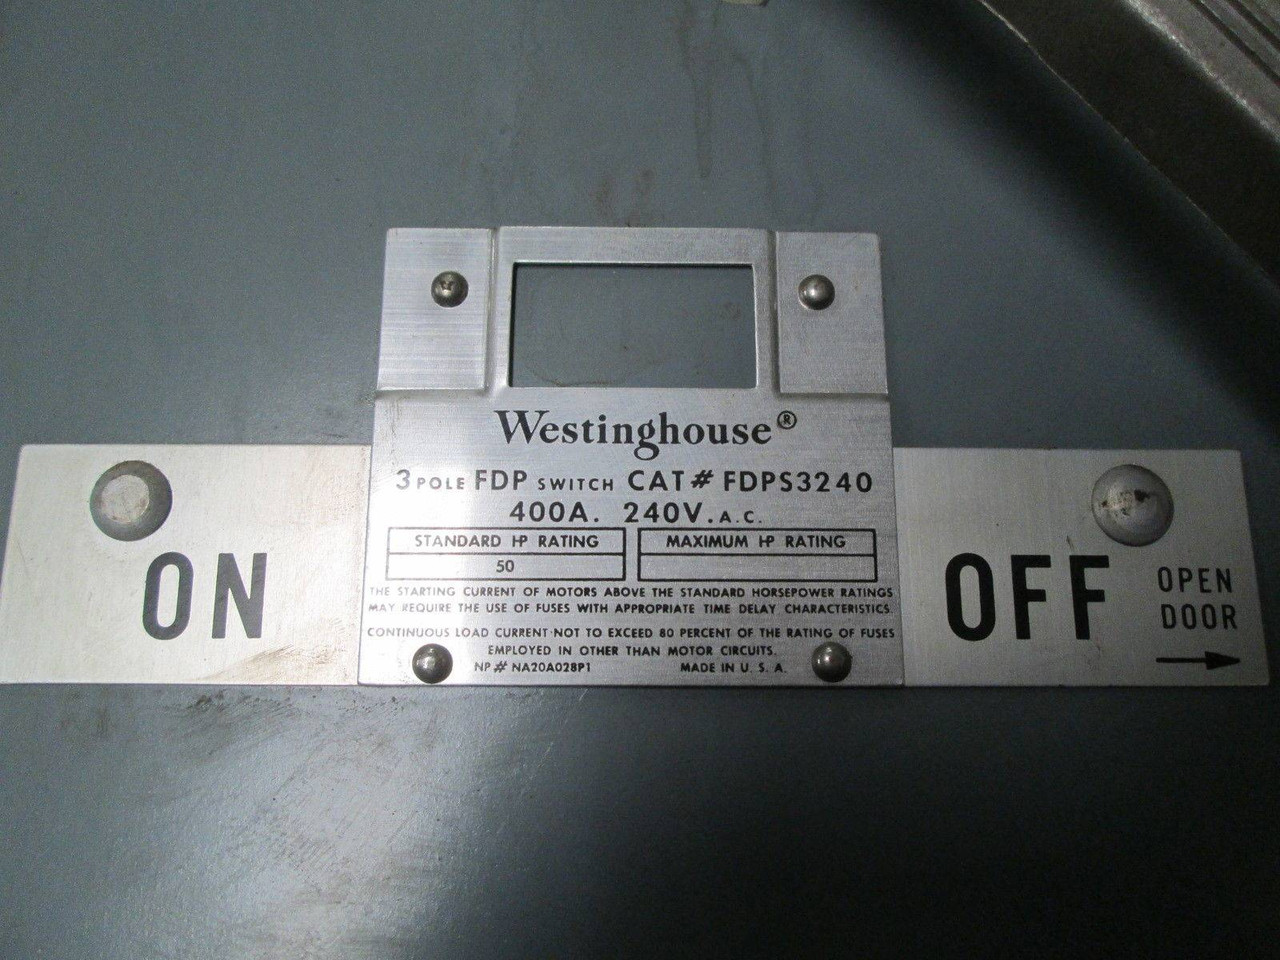 Westinghouse®
3 POLE FDP SWITCH CAT# FDPS3240
400A. 240V. A.C.
STANDARD HP RATING
MAXIMUM HP RATING
50
THE STARTING CURRENT OF MOTORS ABOVE THE STANDARD HORSEPOWER RATINGS
MAY REQUIRE THE USE OF FUSES WITH APPROPRIATE TIME DELAY CHARACTERISTICS.
CONTINUOUS LOAD CURRENT NOT TO EXCEED 80 PERCENT OF THE RATING OF FUSES
EMPLOYED IN OTHER THAN MOTOR CIRCUITS.
NP# NA20A028P1
MADE IN U. S. A.
ON
OFF
OPEN
DOOR